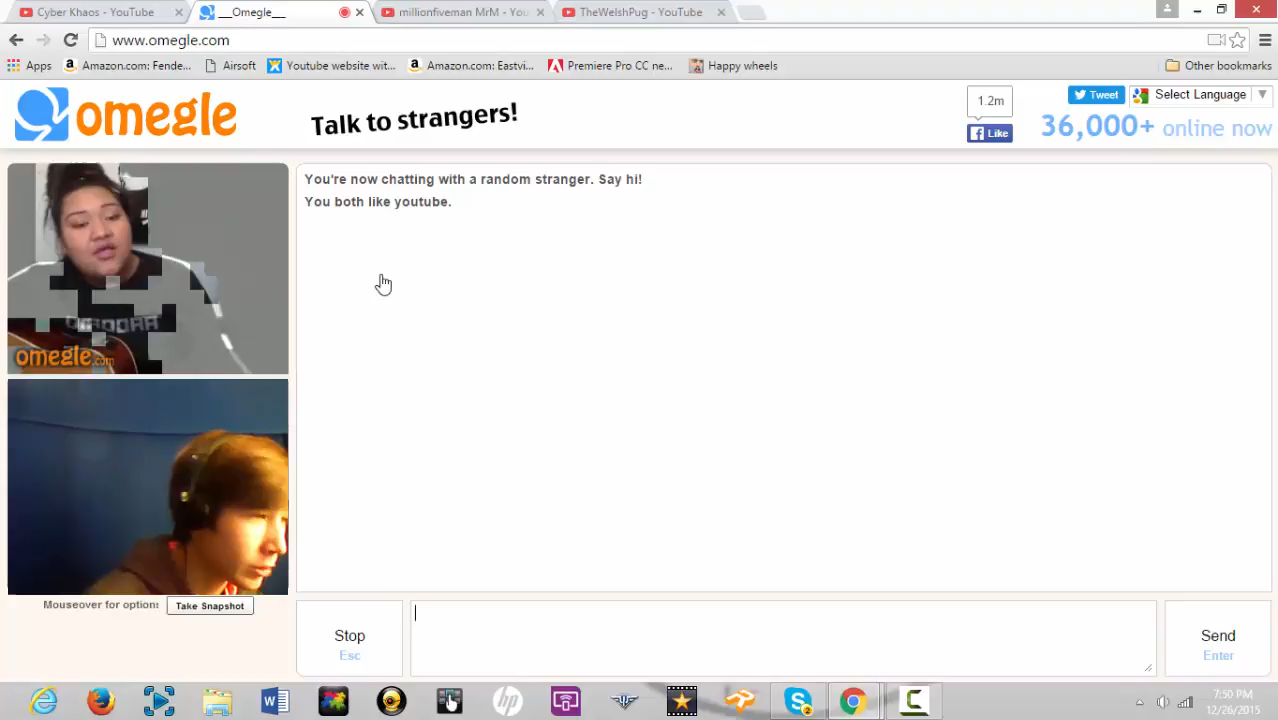 Cyber Khaos - YouTube
__Omegle__
millionfiveman MrM - You
TheWelshPug - YouTube
www.omegle.com
Apps
Amazon.com: Fende...
Airsoft
Youtube website wit...
Amazon.com: Eastvi...
Premiere Pro CC ne...
Happy wheels
Other bookmarks
omegle
Talk to strangers!
1.2m
Like
Tweet
Select Language
36,000+ online now
You're now chatting with a random stranger. Say hi!
You both like youtube.
omegle.com
Mouseover for option:
Take Snapshot
Stop
Esc
Send
Enter
7:50 PM
12/26/2015